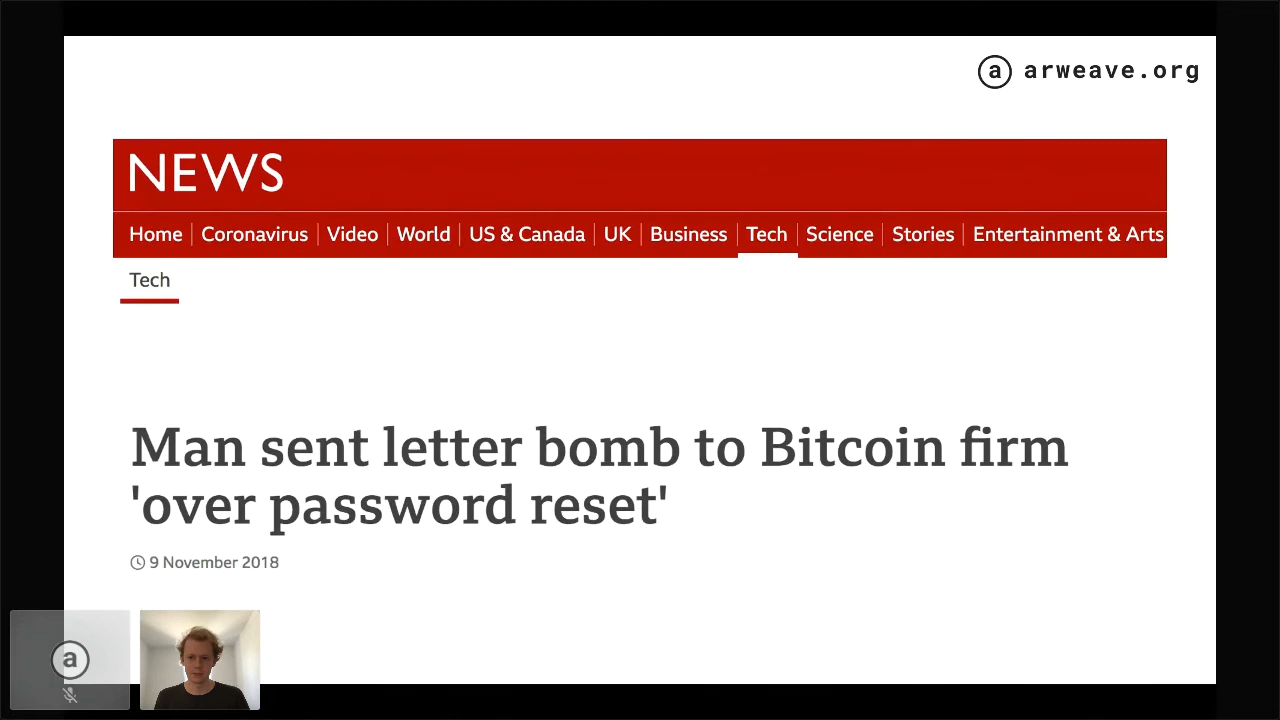 a arweave.org
NEWS
Home Coronavirus Video World US & Canada UK Business Tech Science Stories Entertainment & Arts
Tech
Man sent letter bomb to Bitcoin firm
'over password reset'
9 November 2018
a